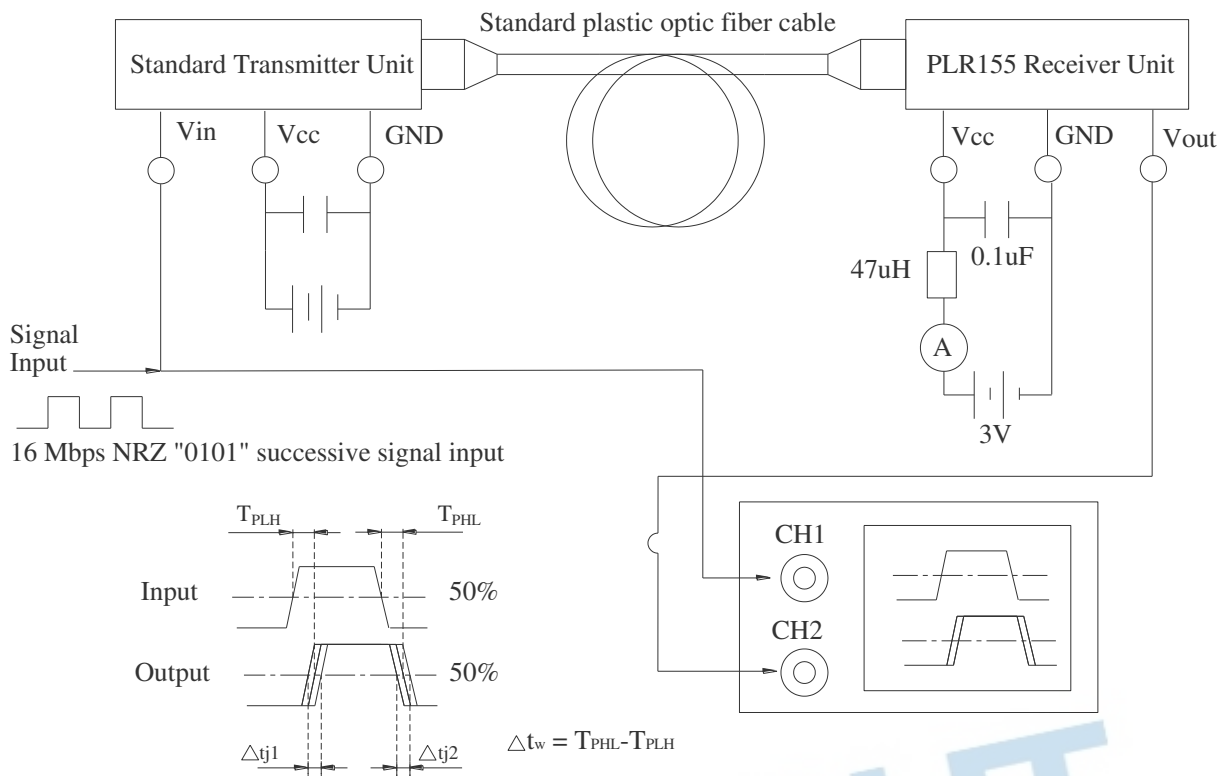 Standard plastic optic fiber cable
Standard Transmitter Unit
PLR155 Receiver Unit
Vin
Vcc
GND
Vcc
GND
Vout
47uH
0.1uF
A
3V
Signal
Input
16 Mbps NRZ "0101" successive signal input
TPLH
TPHL
Input
50%
Output
50%
△tj1
△tj2
△tw = TPHL-TPLH
CH1
CH2